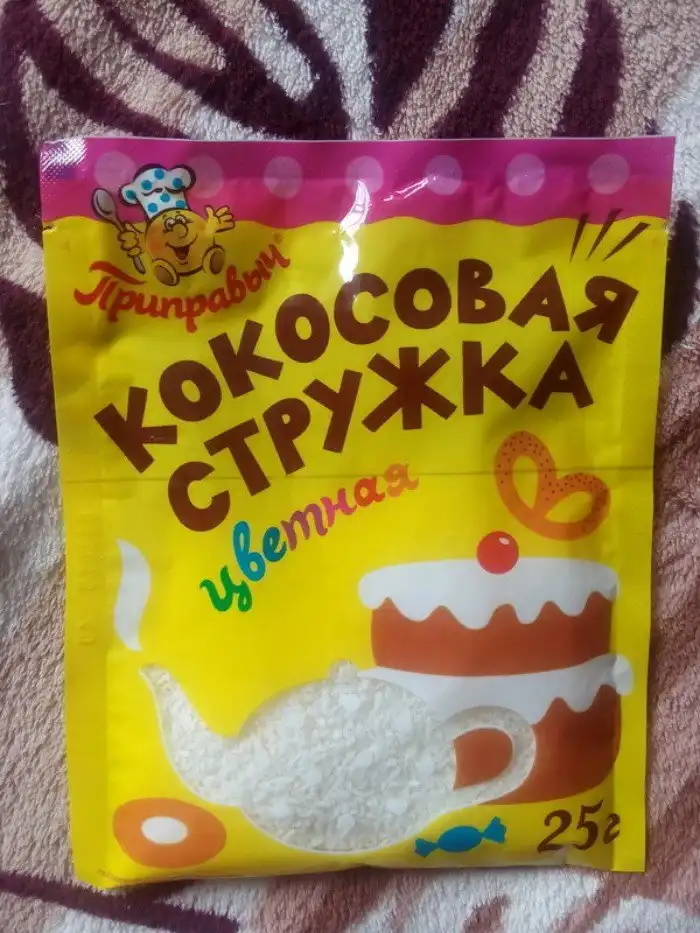 Приправыч®
КОКОСОВАЯ
СТРУЖКА
цветная
25г